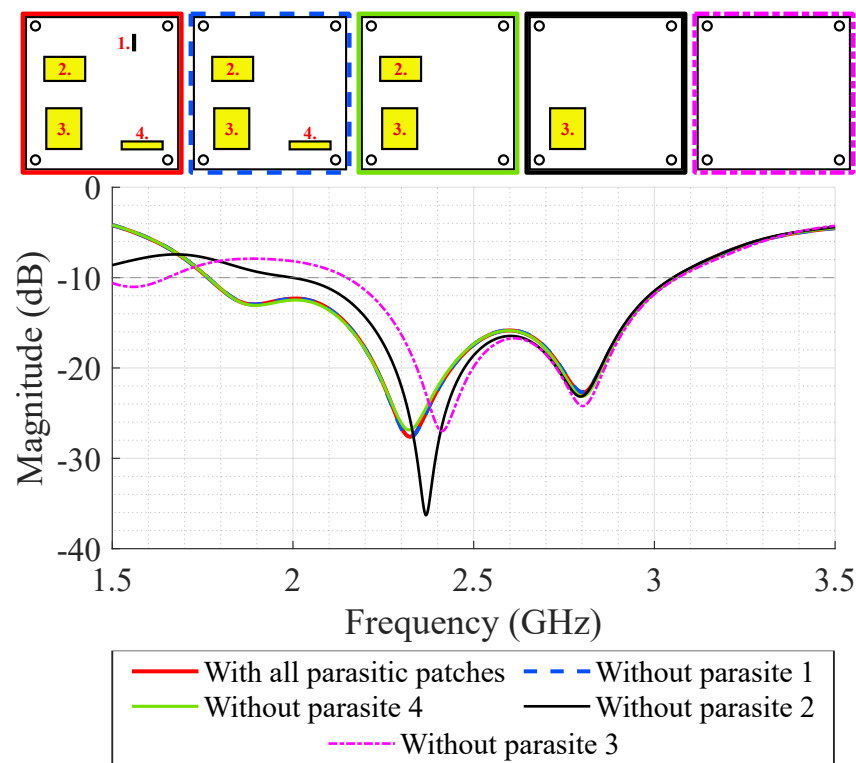 1.
2. 2. 2.
3. 3. 3. 3.
4. 4.
0
-10
-20
-30
-40
Magnitude (dB)
1.5 2 2.5 3 3.5
Frequency (GHz)
With all parasitic patches Without parasite 1
Without parasite 4 Without parasite 2
Without parasite 3